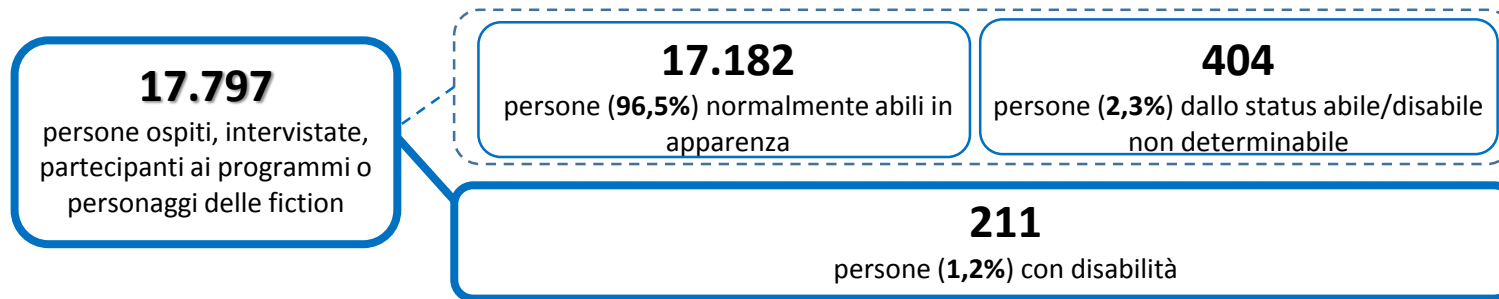 17.797
persone ospiti, intervistate,
partecipanti ai programmi o
personaggi delle fiction
17.182
persone (96,5%) normalmente abili in
apparenza
404
persone (2,3%) dallo status abile/disabile
non determinabile
211
persone (1,2%) con disabilità